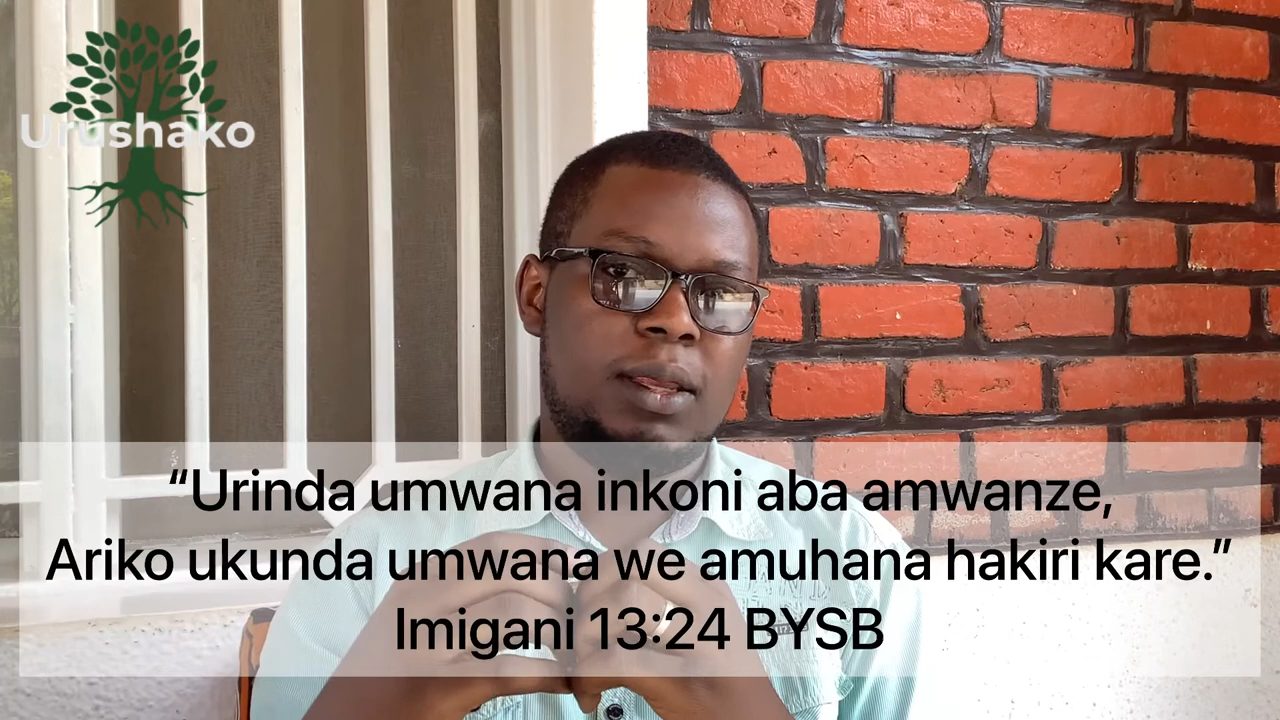 Urushako
“Urinda umwana inkoni aba amwanze,
Ariko ukunda umwana we amuhana hakiri kare.”
Imigani 13:24 BYSB